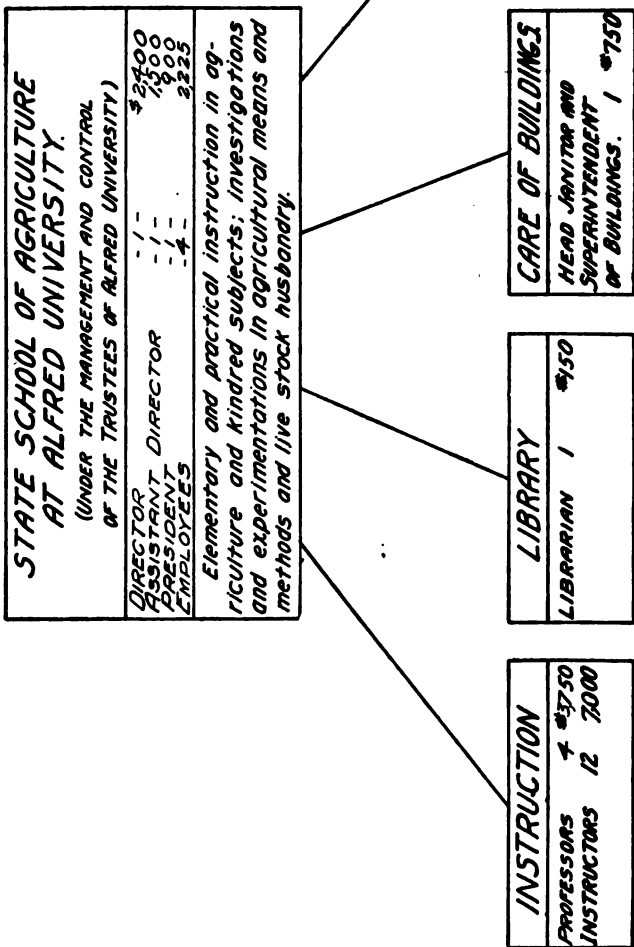 STATE SCHOOL OF AGRICULTURE
AT ALFRED UNIVERSITY.
(UNDER THE MANAGEMENT AND CONTROL
OF THE TRUSTEES OF ALFRED UNIVERSITY)
DIRECTOR - 1 - $2400
ASSISTANT DIRECTOR - 1 - 1,500
PRESIDENT - 1 - 900
EMPLOYEES - 4 - 2,225
Elementary and practical instruction in ag-
riculture and kindred subjects; investigations
and experimentations in agricultural means and
methods and live stock husbandry.
INSTRUCTION
PROFESSORS 4 $3,750
INSTRUCTORS 12 7,000
LIBRARY
LIBRARIAN 1 $150
CARE OF BUILDINGS
HEAD JANITOR AND
SUPERINTENDENT
OF BUILDINGS. 1 $750